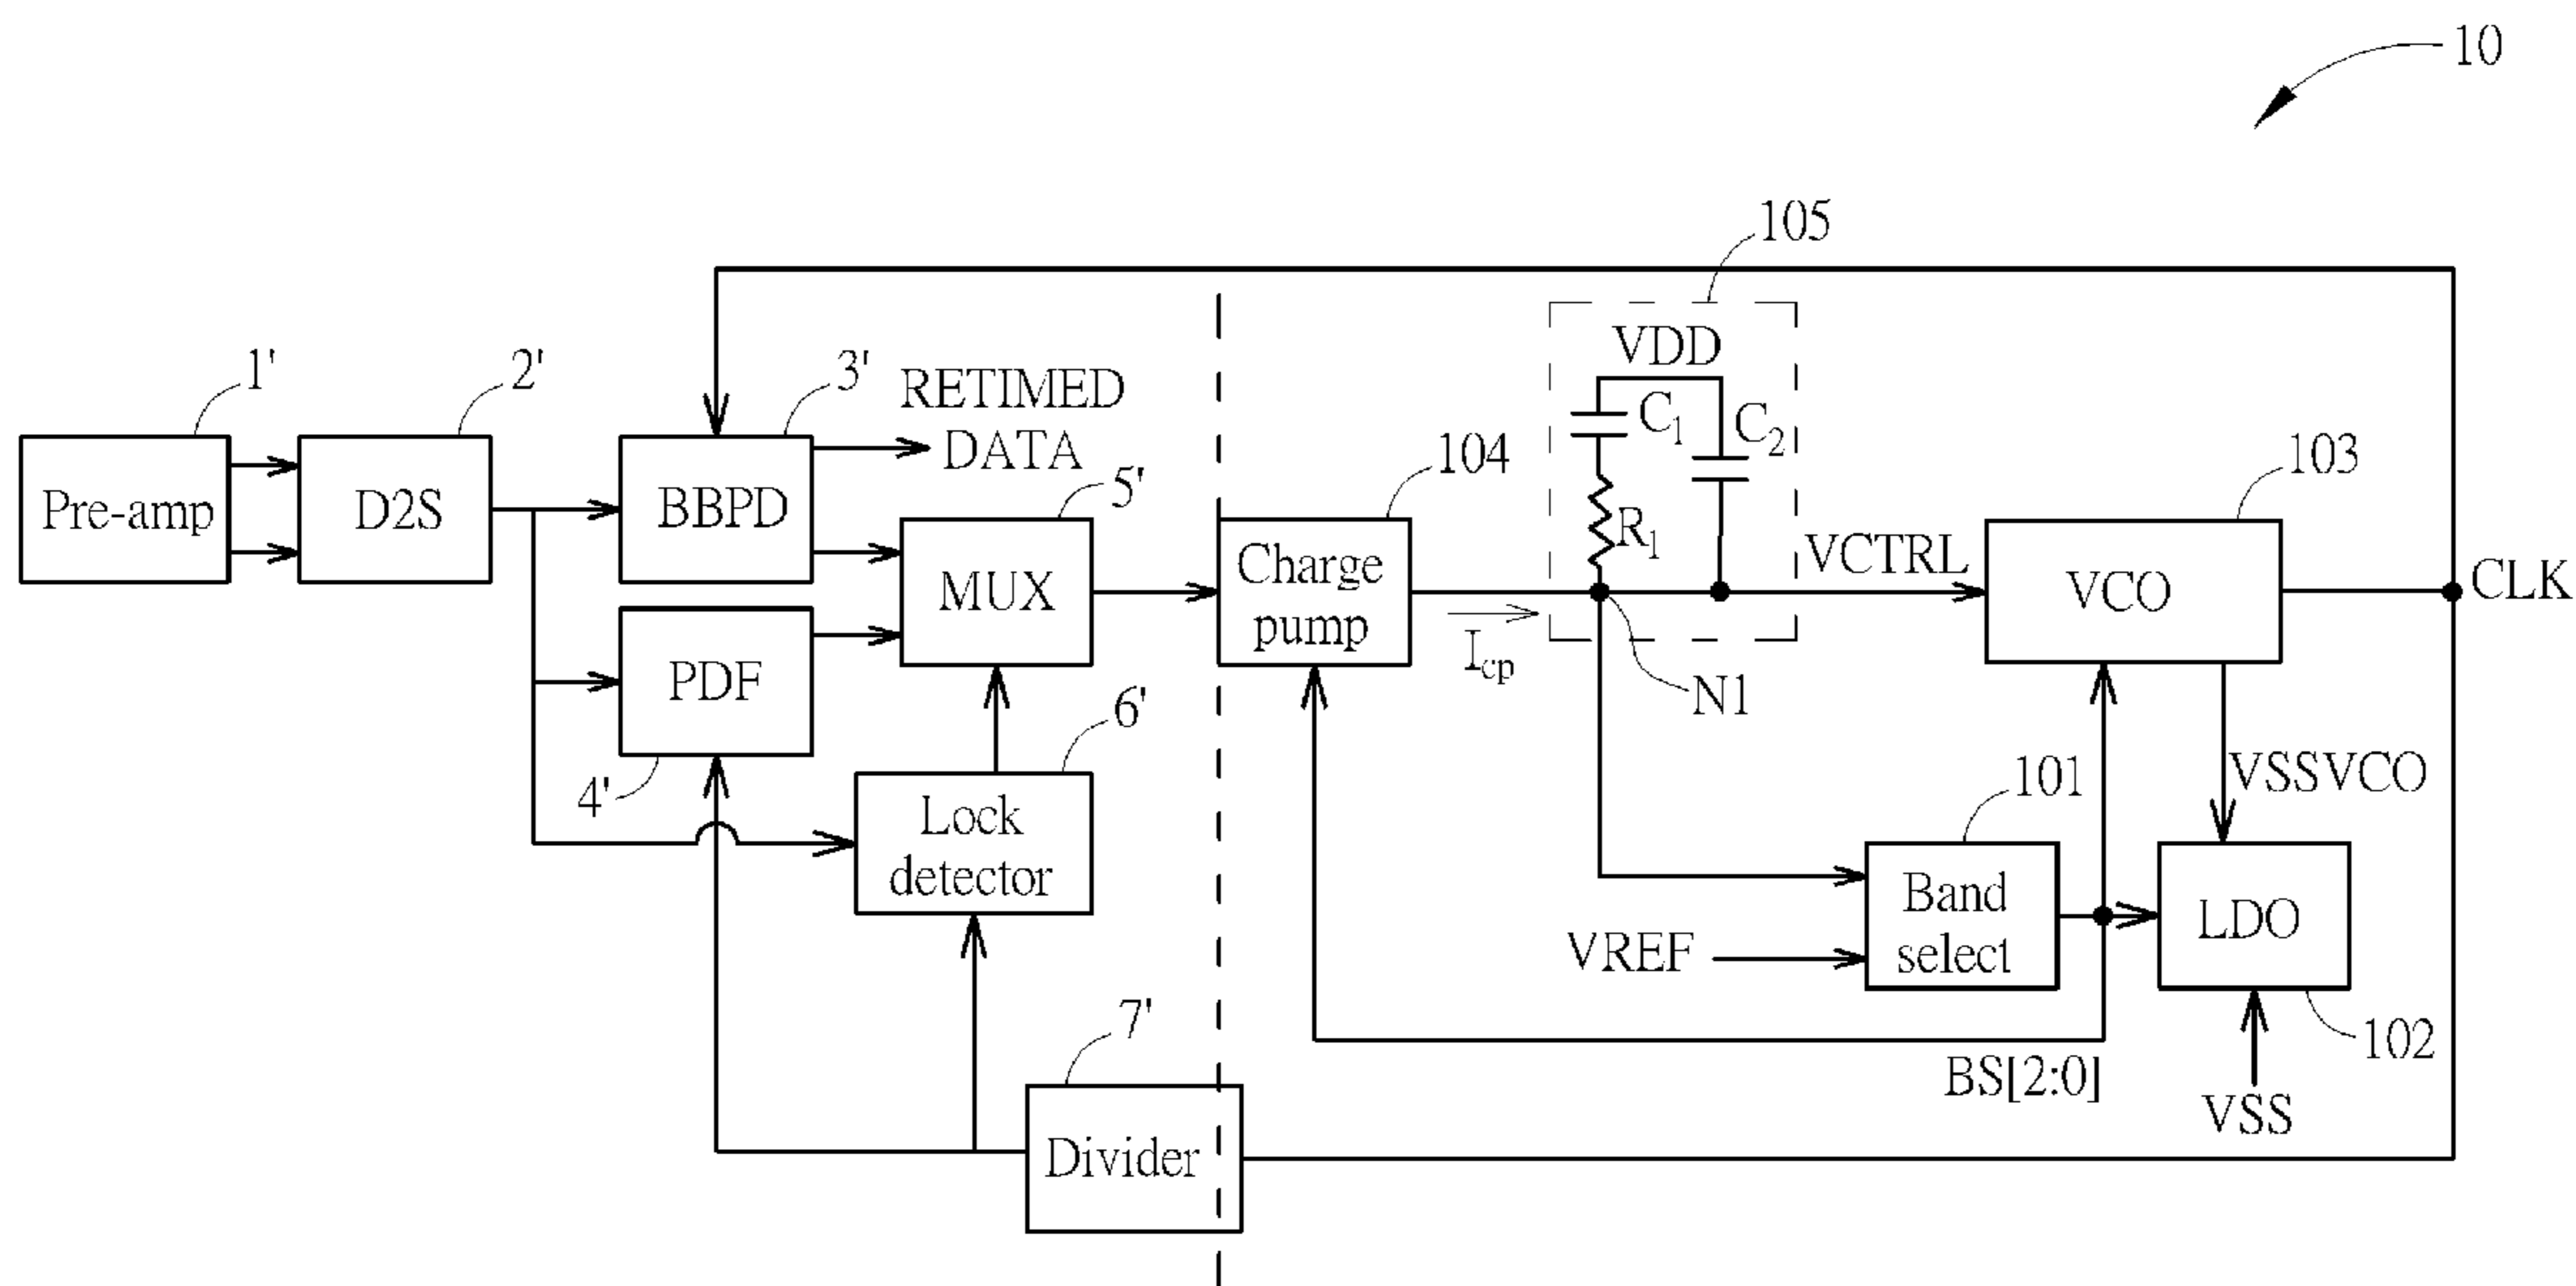 10
105
VDD
1'
2'
3'
RETIMED
DATA
C1
C2
104
5'
103
Pre-amp
D2S
BBPD
MUX
Charge
pump
R1
VCTRL
VCO
CLK
Icp
N1
PDF
6'
4'
Lock
detector
101
VSSVCO
Band
select
LDO
VREF
7'
102
BS[2:0]
VSS
Divider